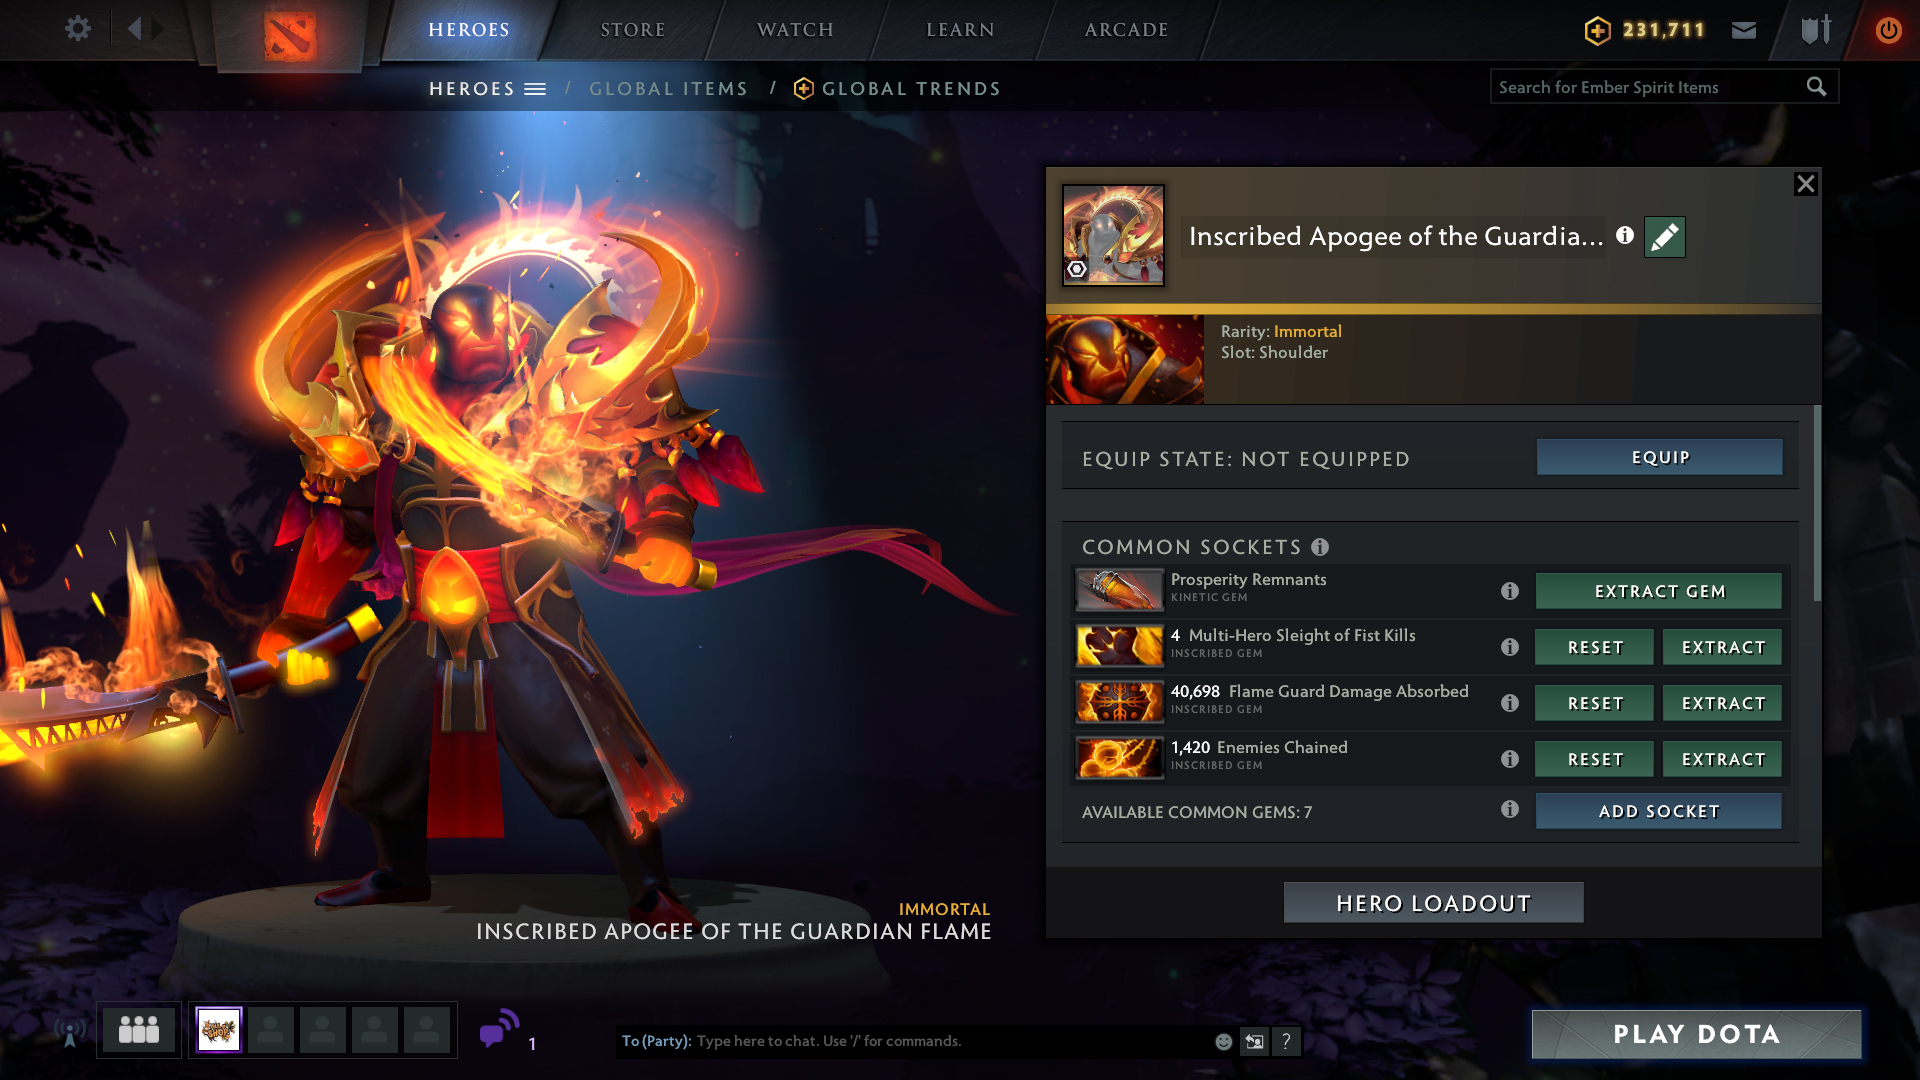 HEROES
STORE
WATCH
LEARN
ARCADE
231,711
HEROES / GLOBAL ITEMS / GLOBAL TRENDS
Search for Ember Spirit Items
Inscribed Apogee of the Guardia...
Rarity: Immortal
Slot: Shoulder
EQUIP STATE: NOT EQUIPPED
EQUIP
COMMON SOCKETS
Prosperity Remnants
KINETIC GEM
EXTRACT GEM
4 Multi-Hero Sleight of Fist Kills
INSCRIBED GEM
RESET
EXTRACT
40,698 Flame Guard Damage Absorbed
INSCRIBED GEM
RESET
EXTRACT
1,420 Enemies Chained
INSCRIBED GEM
RESET
EXTRACT
AVAILABLE COMMON GEMS: 7
ADD SOCKET
HERO LOADOUT
IMMORTAL
INSCRIBED APOGEE OF THE GUARDIAN FLAME
1
To (Party): Type here to chat. Use '/' for commands.
?
PLAY DOTA